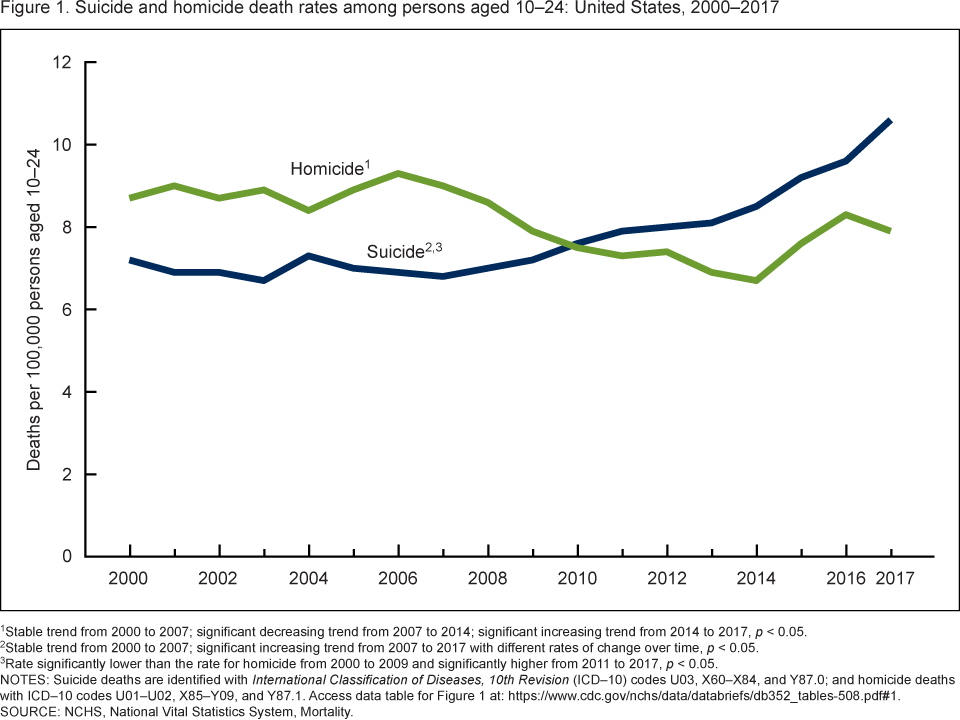 Figure 1. Suicide and homicide death rates among persons aged 10–24: United States, 2000–2017
12
10
8
6
4
2
0
Deaths per 100,000 persons aged 10–24
Homicide¹
Suicide²,³
2000 2002 2004 2006 2008 2010 2012 2014 2016 2017
¹Stable trend from 2000 to 2007; significant decreasing trend from 2007 to 2014; significant increasing trend from 2014 to 2017, p < 0.05.
²Stable trend from 2000 to 2007; significant increasing trend from 2007 to 2017 with different rates of change over time, p < 0.05.
³Rate significantly lower than the rate for homicide from 2000 to 2009 and significantly higher from 2011 to 2017, p < 0.05.
NOTES: Suicide deaths are identified with International Classification of Diseases, 10th Revision (ICD–10) codes U03, X60–X84, and Y87.0; and homicide deaths
with ICD–10 codes U01–U02, X85–Y09, and Y87.1. Access data table for Figure 1 at: https://www.cdc.gov/nchs/data/databriefs/db352_tables-508.pdf#1.
SOURCE: NCHS, National Vital Statistics System, Mortality.